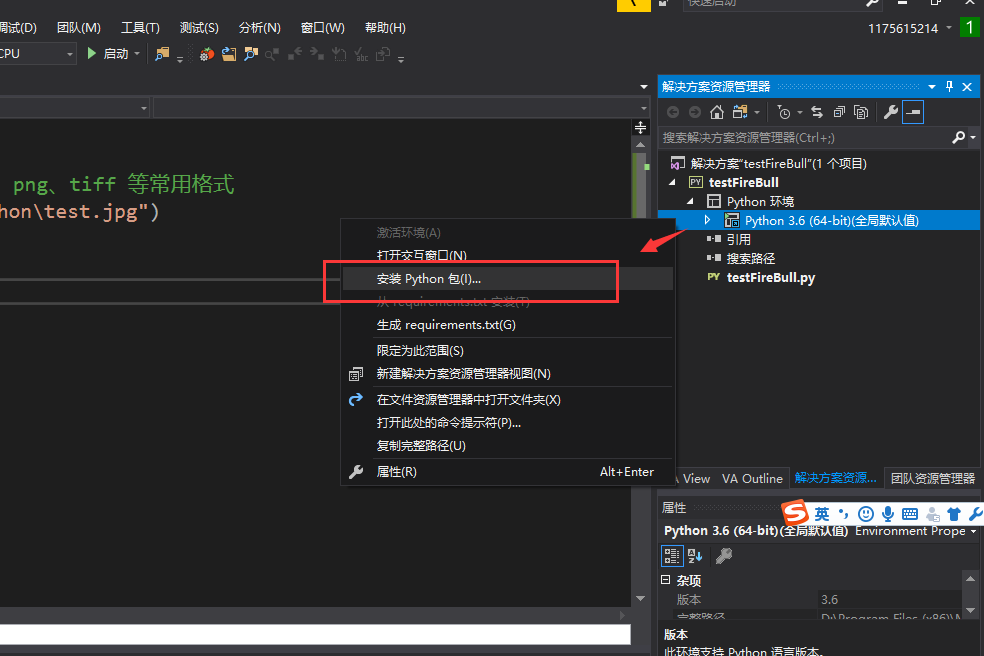 快速启动
调试(D) 团队(M) 工具(T) 测试(S) 分析(N) 窗口(W) 帮助(H)
1175615214 1
CPU 启动
解决方案资源管理器
搜索解决方案资源管理器(Ctrl+;)
解决方案"testFireBull"(1 个项目)
PY testFireBull
Python 环境
Python 3.6 (64-bit)(全局默认值)
引用
搜索路径
PY testFireBull.py
png、tiff 等常用格式
hon\test.jpg")
激活环境(A)
打开交互窗口(N)
安装 Python 包(I)...
从 requirements.txt 安装(T)
生成 requirements.txt(G)
限定为此范围(S)
新建解决方案资源管理器视图(N)
在文件资源管理器中打开文件夹(X)
打开此处的命令提示符(P)...
复制完整路径(U)
属性(R) Alt+Enter
View VA Outline 解决方案资源... 团队资源管理器
属性
S 英
Python 3.6 (64-bit)(全局默认值) Environment Prope
杂项
版本 3.6
完整路径 D:\Program Files (x86)\
版本
此环境支持 Python 语言版本。